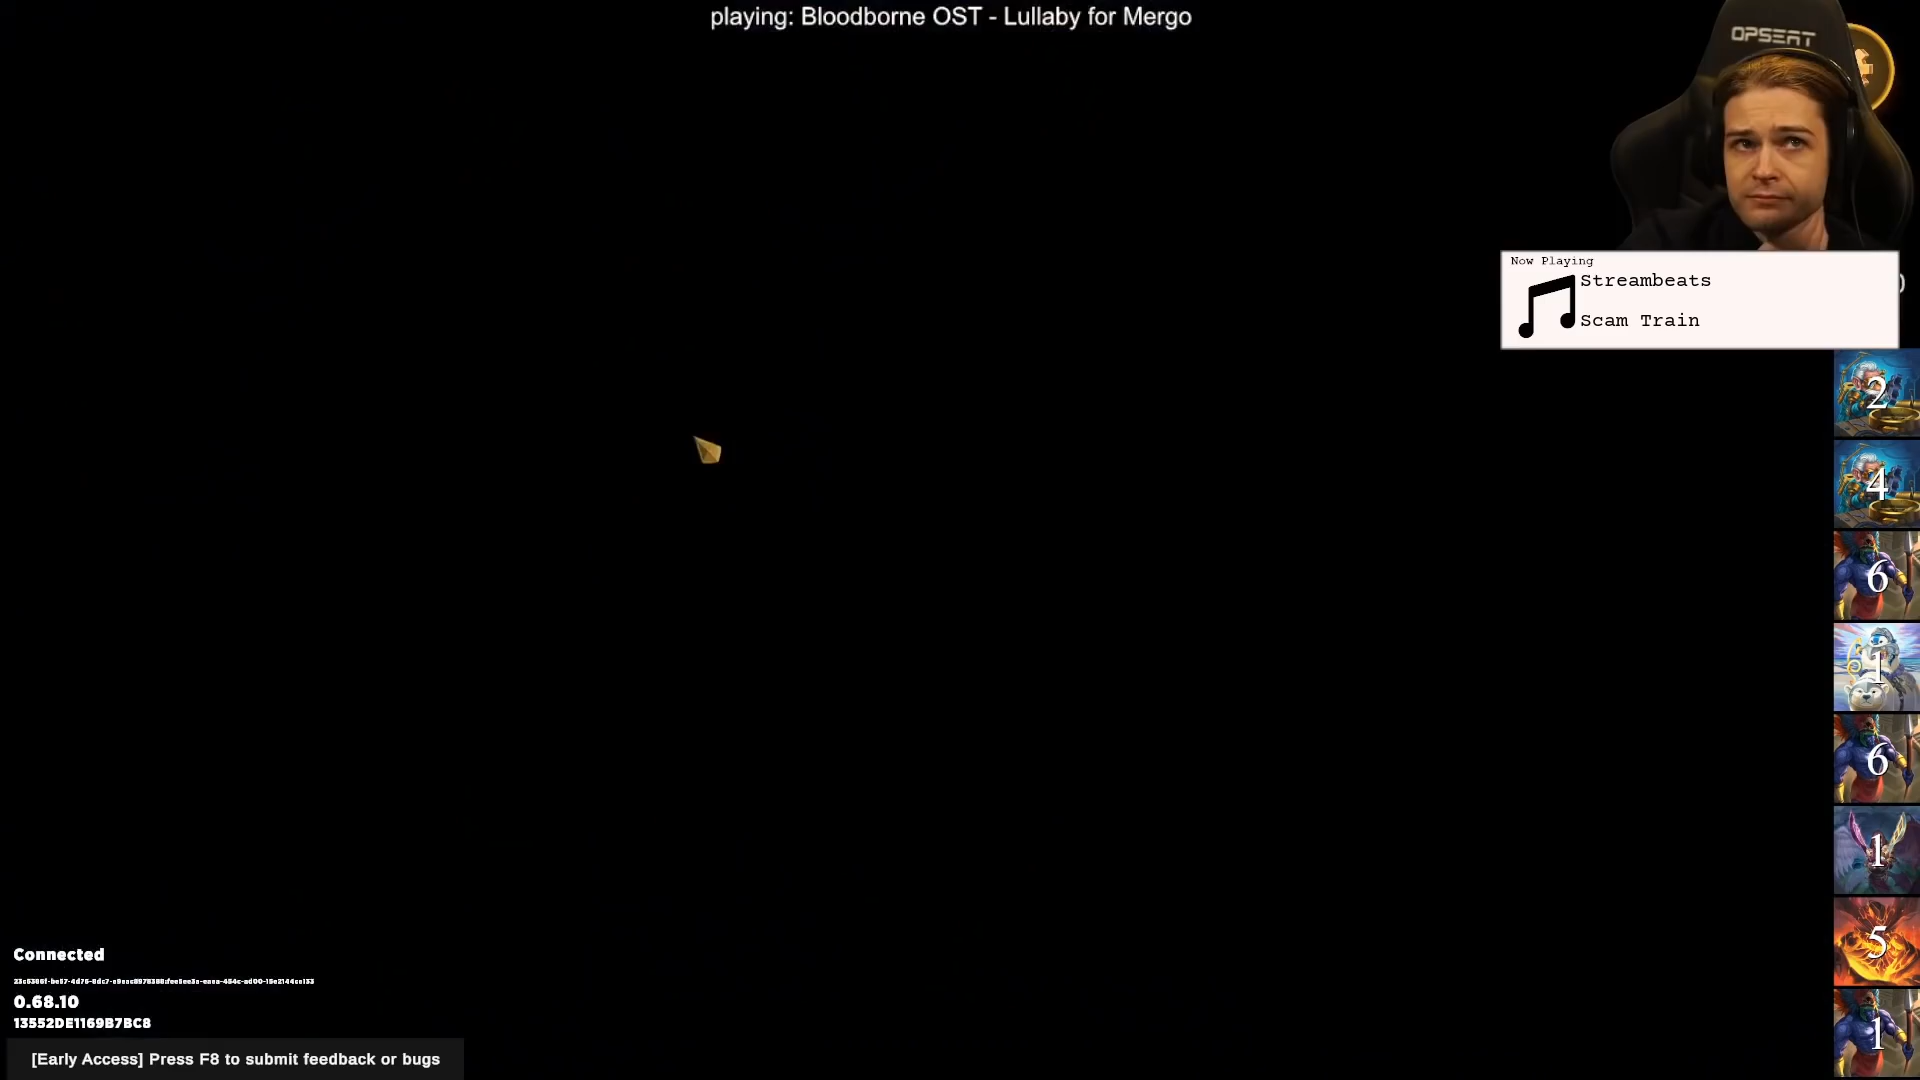 playing: Bloodborne OST - Lullaby for Mergo
OPSEAT
Now Playing
Streambeats
Scam Train
2
4
6
1
6
1
5
1
Connected
0.68.10
13552DE1169B7BC8
[Early Access] Press F8 to submit feedback or bugs